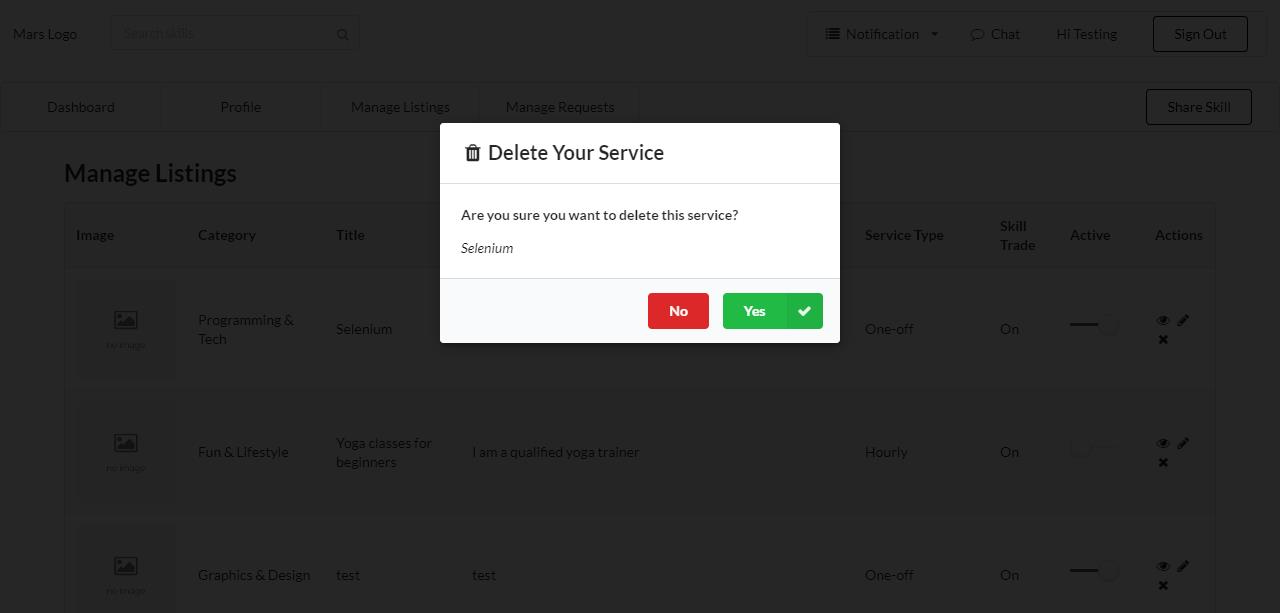 Mars Logo
Search skills
Notification
Chat
Hi Testing
Sign Out
Dashboard
Profile
Manage Listings
Manage Requests
Share Skill
Delete Your Service
Are you sure you want to delete this service?
Selenium
No
Yes
Manage Listings
Image
Category
Title
Service Type
Skill
Trade
Active
Actions
no image
Programming &
Tech
Selenium
One-off
On
no image
Fun & Lifestyle
Yoga classes for
beginners
I am a qualified yoga trainer
Hourly
On
no image
Graphics & Design
test
test
One-off
On